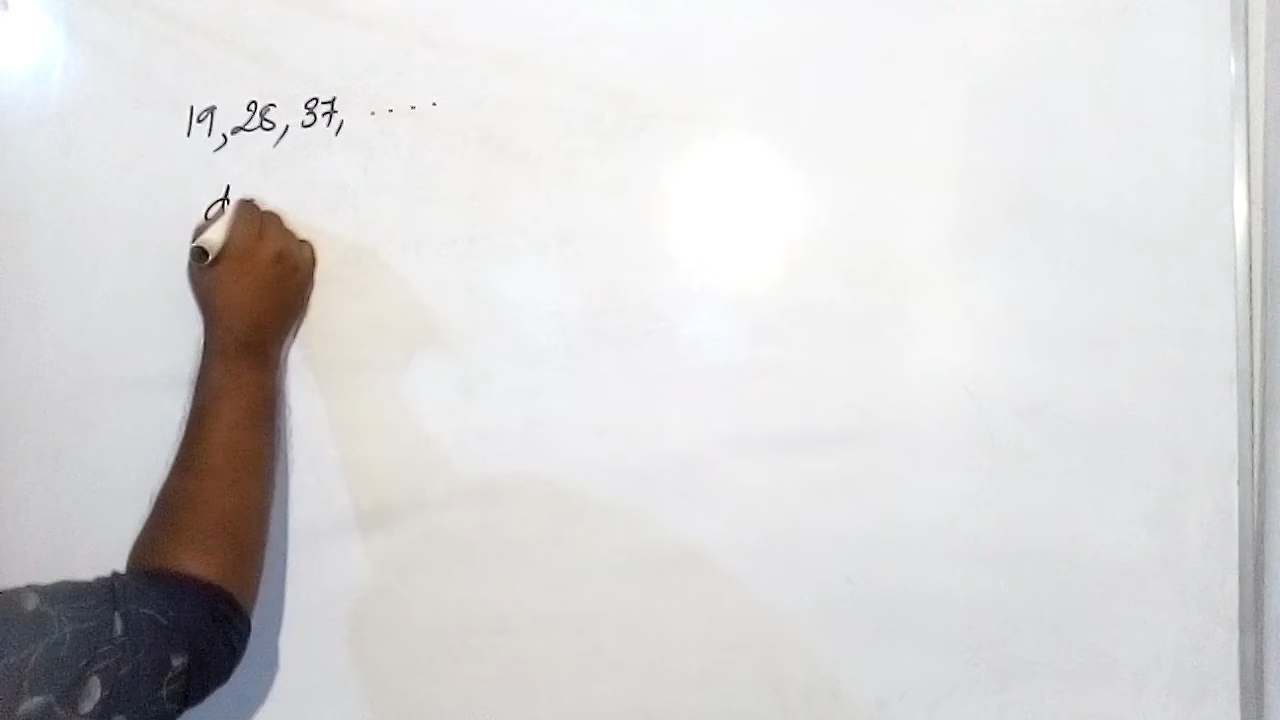 19, 28, 37, ....
d